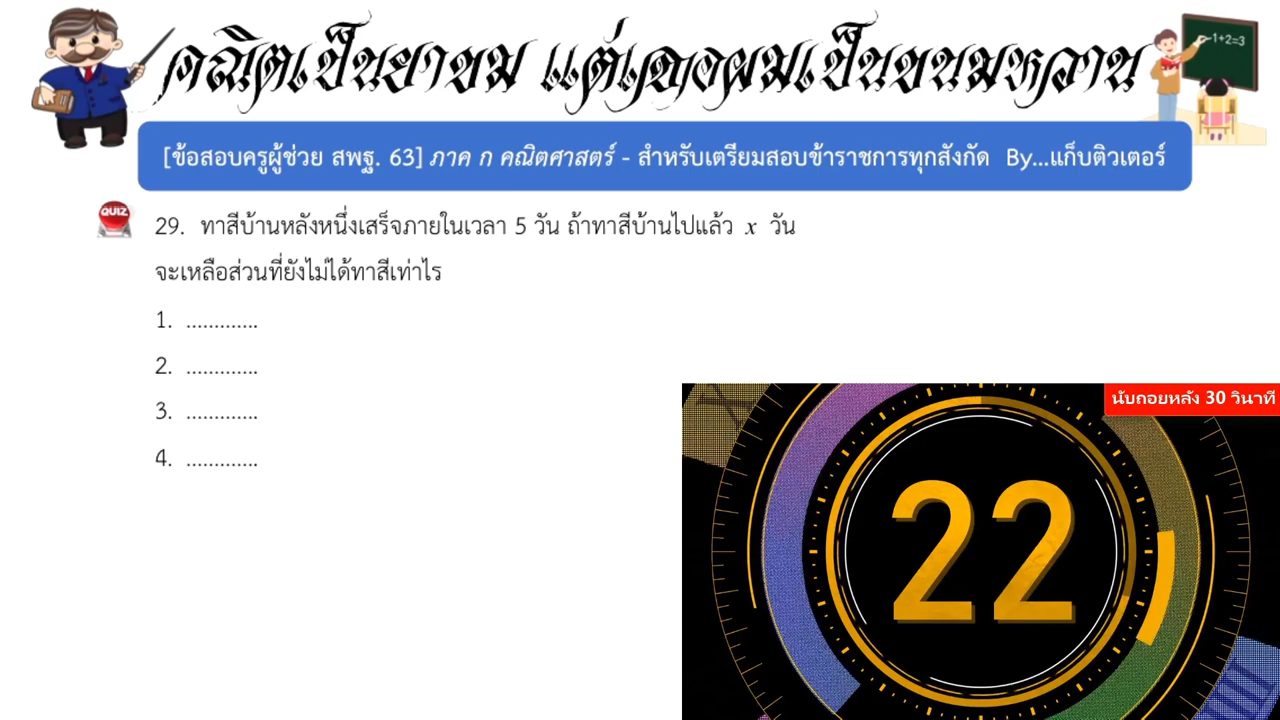 คณิตเป็นยาขม แต่เจอผมเป็นขนมหวาน
1+2=3
[ข้อสอบครูผู้ช่วย สพฐ. 63] ภาค ก คณิตศาสตร์ - สำหรับเตรียมสอบข้าราชการทุกสังกัด By...แก็บติวเตอร์
QUIZ
29. ทาสีบ้านหลังหนึ่งเสร็จภายในเวลา 5 วัน ถ้าทาสีบ้านไปแล้ว x วัน
จะเหลือส่วนที่ยังไม่ได้ทาสีเท่าไร
1. .............
2. .............
3. .............
4. .............
นับถอยหลัง 30 วินาที
22